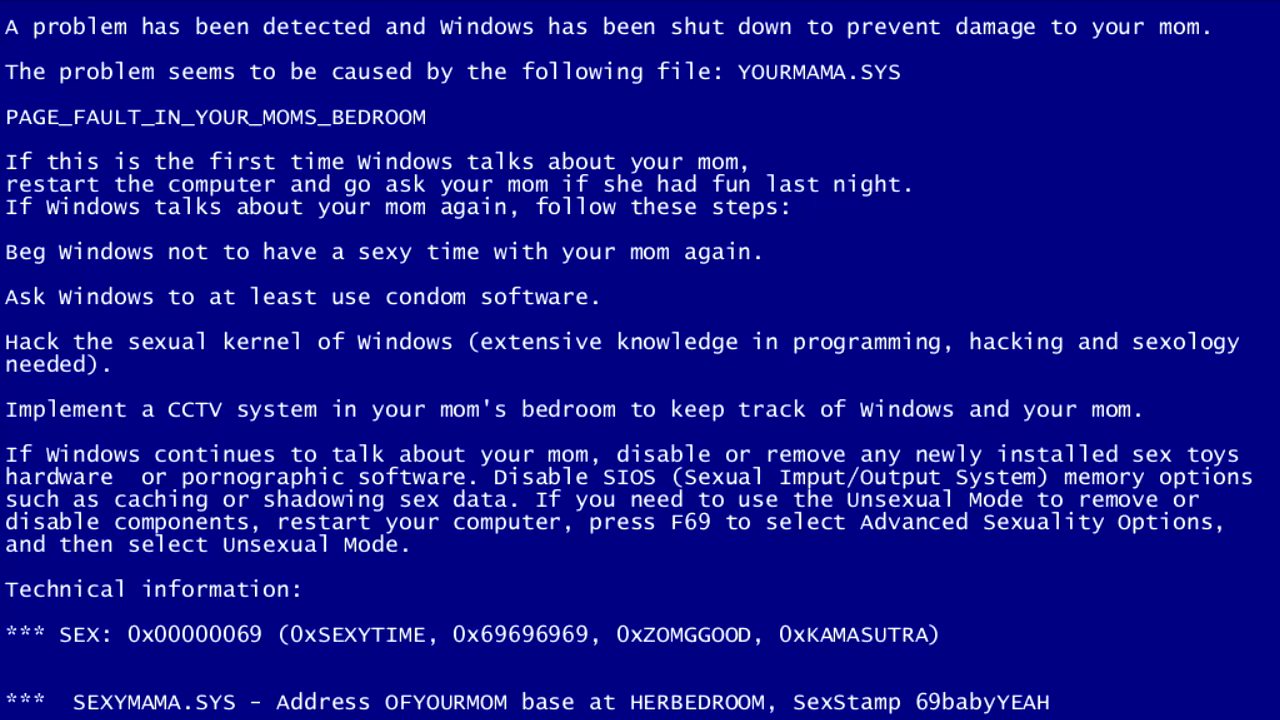 A problem has been detected and Windows has been shut down to prevent damage to your mom.
The problem seems to be caused by the following file: YOURMAMA.SYS
PAGE_FAULT_IN_YOUR_MOMS_BEDROOM
If this is the first time Windows talks about your mom,
restart the computer and go ask your mom if she had fun last night.
If Windows talks about your mom again, follow these steps:
Beg Windows not to have a sexy time with your mom again.
Ask Windows to at least use condom software.
Hack the sexual kernel of Windows (extensive knowledge in programming, hacking and sexology
needed).
Implement a CCTV system in your mom's bedroom to keep track of Windows and your mom.
If Windows continues to talk about your mom, disable or remove any newly installed sex toys
hardware  or pornographic software. Disable SIOS (Sexual Imput/Output System) memory options
such as caching or shadowing sex data. If you need to use the Unsexual Mode to remove or
disable components, restart your computer, press F69 to select Advanced Sexuality Options,
and then select Unsexual Mode.
Technical information:
*** SEX: 0x00000069 (0xSEXYTIME, 0x69696969, 0xZOMGGOOD, 0xKAMASUTRA)
***  SEXYMAMA.SYS - Address OFYOURMOM base at HERBEDROOM, SexStamp 69babyYEAH